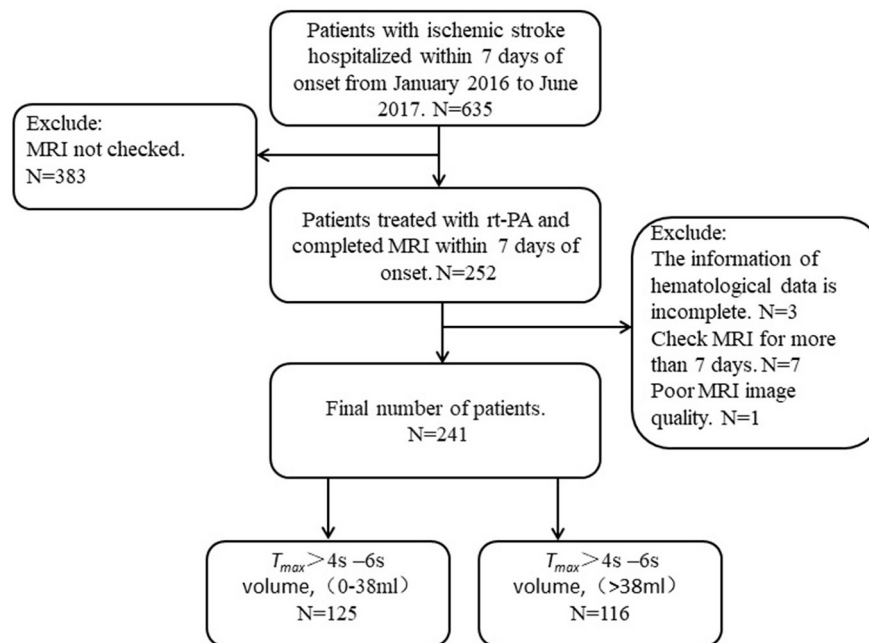 Patients with ischemic stroke
hospitalized within 7 days of
onset from January 2016 to June
2017. N=635
Exclude:
MRI not checked.
N=383
Patients treated with rt-PA and
completed MRI within 7 days of
onset. N=252
Exclude:
The information of
hematological data is
incomplete. N=3
Check MRI for more
than 7 days. N=7
Poor MRI image
quality. N=1
Final number of patients.
N=241
Tmax＞4s –6s
volume,（0-38ml）
N=125
Tmax＞4s –6s
volume,（>38ml）
N=116